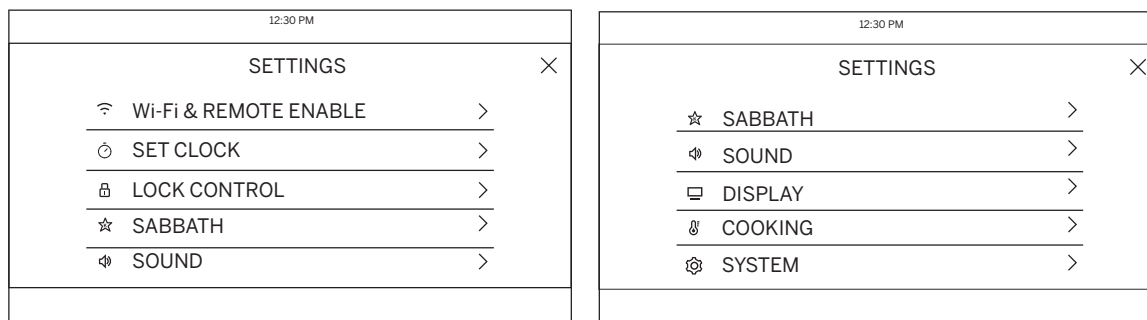 12:30 PM
SETTINGS
Wi-Fi & REMOTE ENABLE
SET CLOCK
LOCK CONTROL
SABBATH
SOUND
12:30 PM
SETTINGS
SABBATH
SOUND
DISPLAY
COOKING
SYSTEM